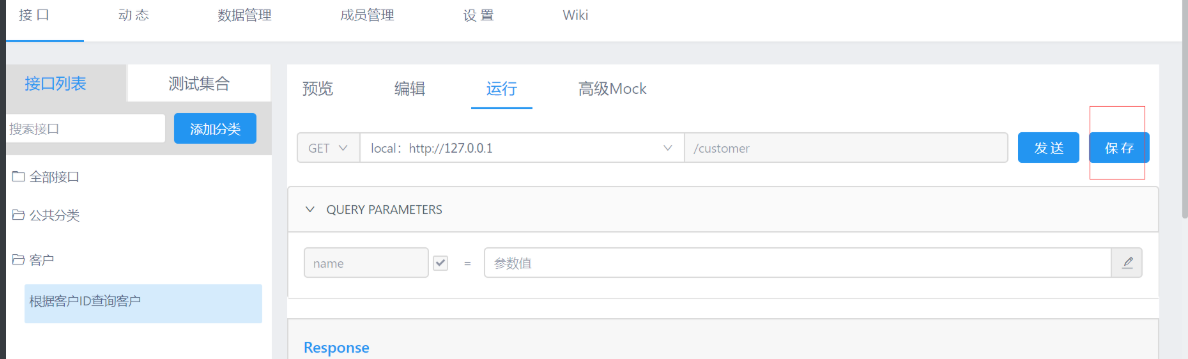 接 口 动 态 数据管理 成员管理 设 置 Wiki
接口列表 测试集合
搜索接口 添加分类
全部接口
公共分类
客户
根据客户ID查询客户
预览 编辑 运行 高级Mock
GET local：http://127.0.0.1 /customer 发 送 保 存
QUERY PARAMETERS
name = 参数值
Response